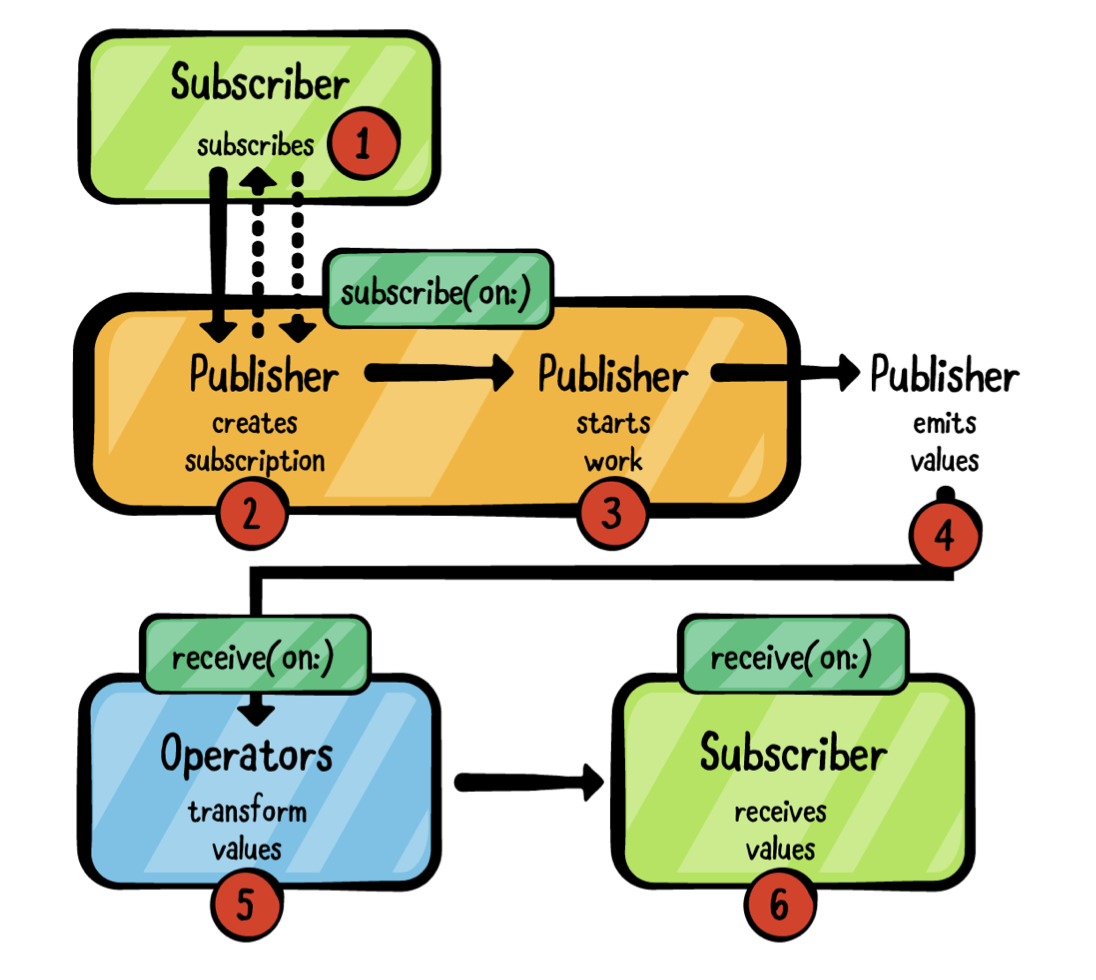 Subscriber
subscribes
1
subscribe(on:)
Publisher
creates
subscription
2
Publisher
starts
work
3
Publisher
emits
values
4
receive(on:)
Operators
transform
values
5
receive(on:)
Subscriber
receives
values
6